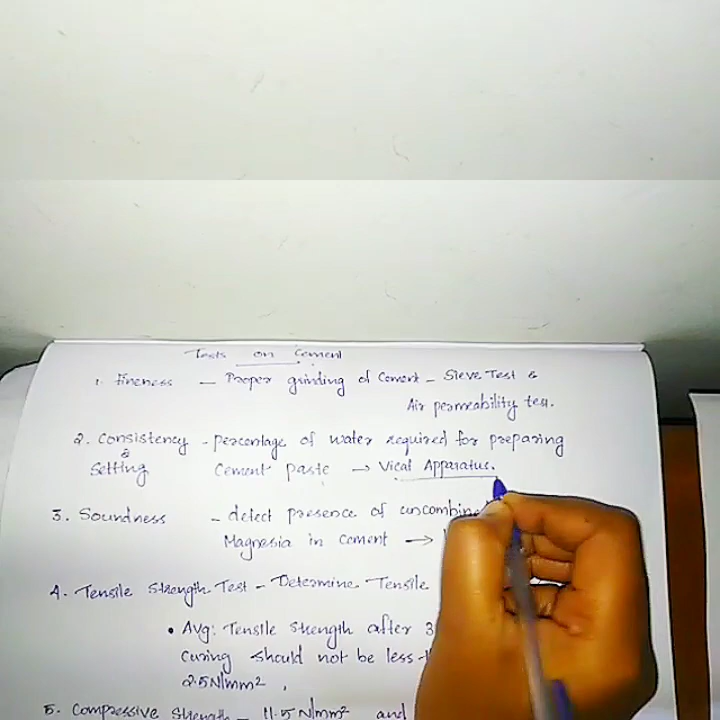 Tests on Cement
1. Fineness - Proper grinding of Cement - Sieve Test &
Air permeability test.
2. Consistency - percentage of water required for preparing
&
Setting Cement paste → Vicat Apparatus.
3. Soundness - detect presence of uncombine
Magnesia in cement →
4. Tensile Strength Test - Determine Tensile
• Avg: Tensile Strength after 3
Curing should not be less
2.5N/mm²
5. Compressive Strength - 11.5 N/mm² and